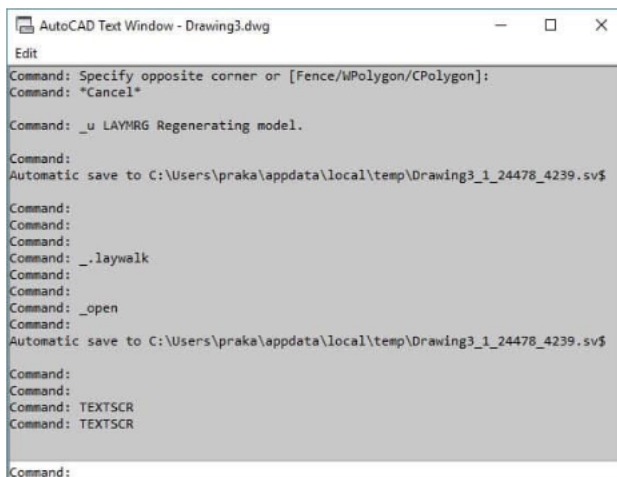 AutoCAD Text Window - Drawing3.dwg
Edit
Command: Specify opposite corner or [Fence/WPolygon/CPolygon]:
Command: *Cancel*
Command: _u LAYMRG Regenerating model.
Command:
Automatic save to C:\Users\praka\appdata\local\temp\Drawing3_1_24478_4239.sv$
Command:
Command:
Command:
Command: _.laywalk
Command:
Command:
Command: _open
Command:
Automatic save to C:\Users\praka\appdata\local\temp\Drawing3_1_24478_4239.sv$
Command:
Command:
Command: TEXTSCR
Command: TEXTSCR
Command: